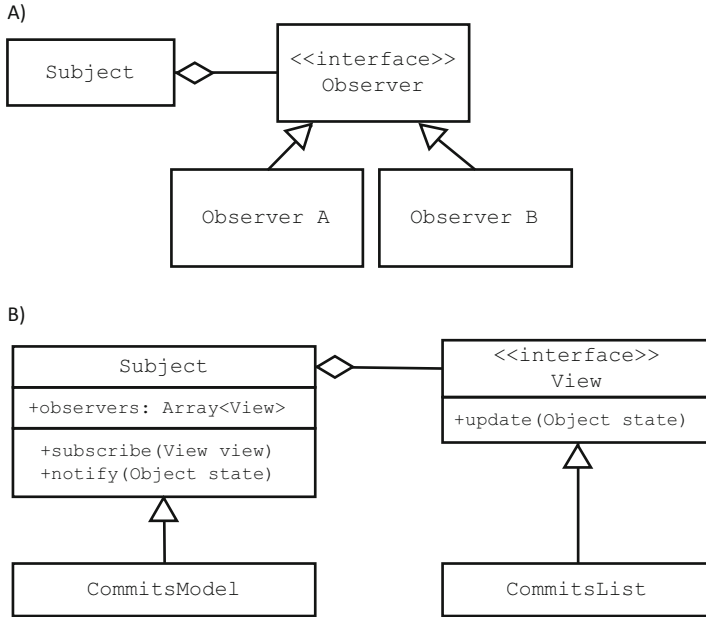 A)
Subject
<<interface>>
Observer
Observer A
Observer B
B)
Subject
+observers: Array<View>
+subscribe(View view)
+notify(Object state)
<<interface>>
View
+update(Object state)
CommitsModel
CommitsList